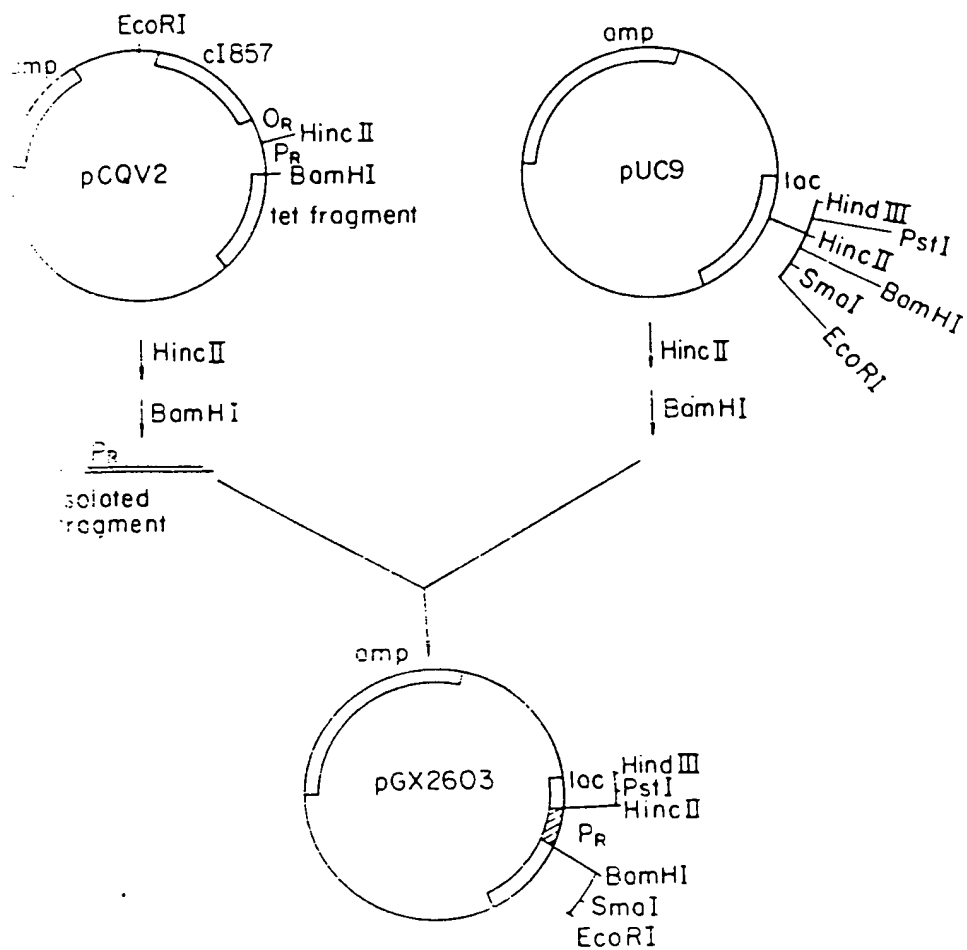 EcoRI
cI857
OR
HincII
PR
BamHI
pCQV2
tet fragment
amp
pUC9
lac
HindIII
PstI
HincII
BamHI
SmaI
EcoRI
HincII
BamHI
PR
fragment
HincII
BamHI
amp
pGX2603
lac
HindIII
PstI
HincII
PR
BamHI
SmaI
EcoRI